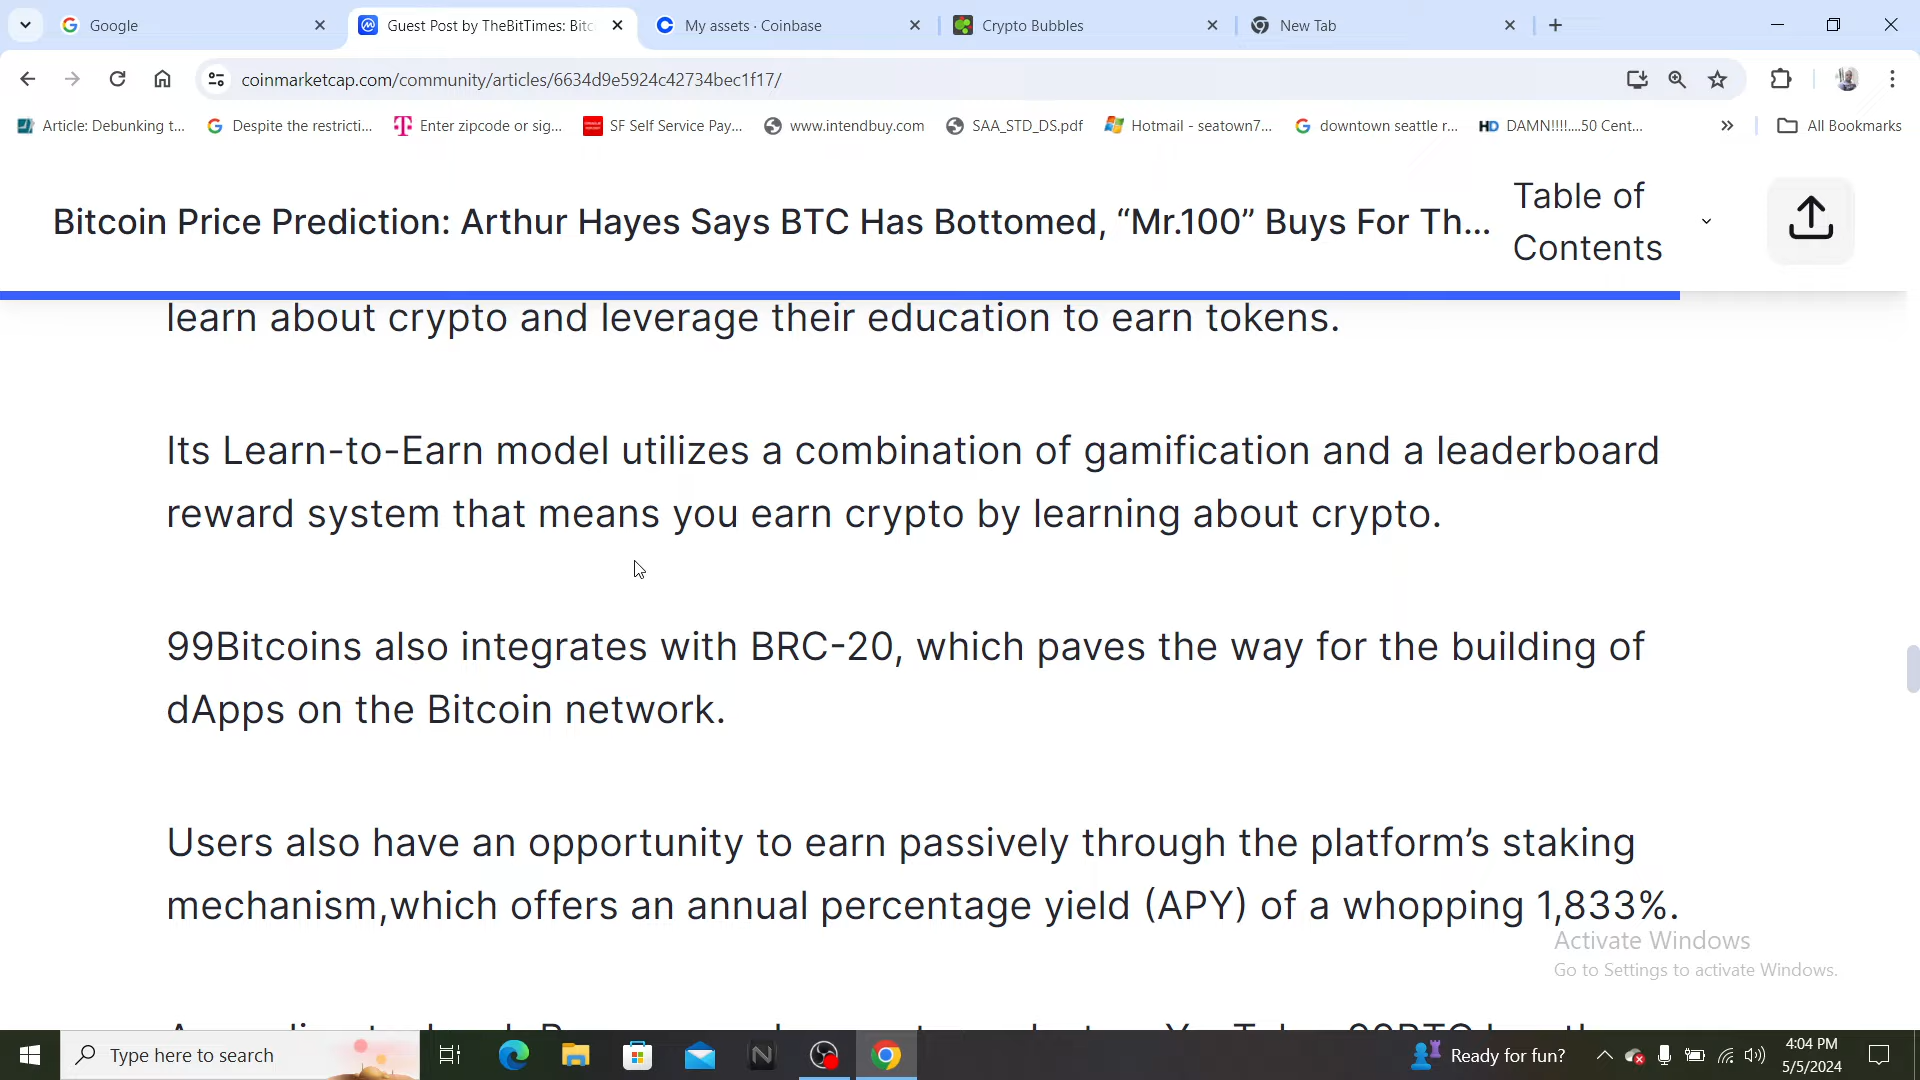 Google
Guest Post by TheBitTimes: Bitc
My assets · Coinbase
Crypto Bubbles
New Tab
coinmarketcap.com/community/articles/6634d9e5924c42734bec1f17/
Article: Debunking t...
Despite the restricti...
Enter zipcode or sig...
SF Self Service Pay...
www.intendbuy.com
SAA_STD_DS.pdf
Hotmail - seatown7...
downtown seattle r...
HD DAMN!!!!....50 Cent...
All Bookmarks
Bitcoin Price Prediction: Arthur Hayes Says BTC Has Bottomed, “Mr.100” Buys For Th...
Table of
Contents
learn about crypto and leverage their education to earn tokens.
Its Learn-to-Earn model utilizes a combination of gamification and a leaderboard
reward system that means you earn crypto by learning about crypto.
99Bitcoins also integrates with BRC-20, which paves the way for the building of
dApps on the Bitcoin network.
Users also have an opportunity to earn passively through the platform’s staking
mechanism,which offers an annual percentage yield (APY) of a whopping 1,833%.
Activate Windows
Go to Settings to activate Windows.
Type here to search
Ready for fun?
4:04 PM
5/5/2024